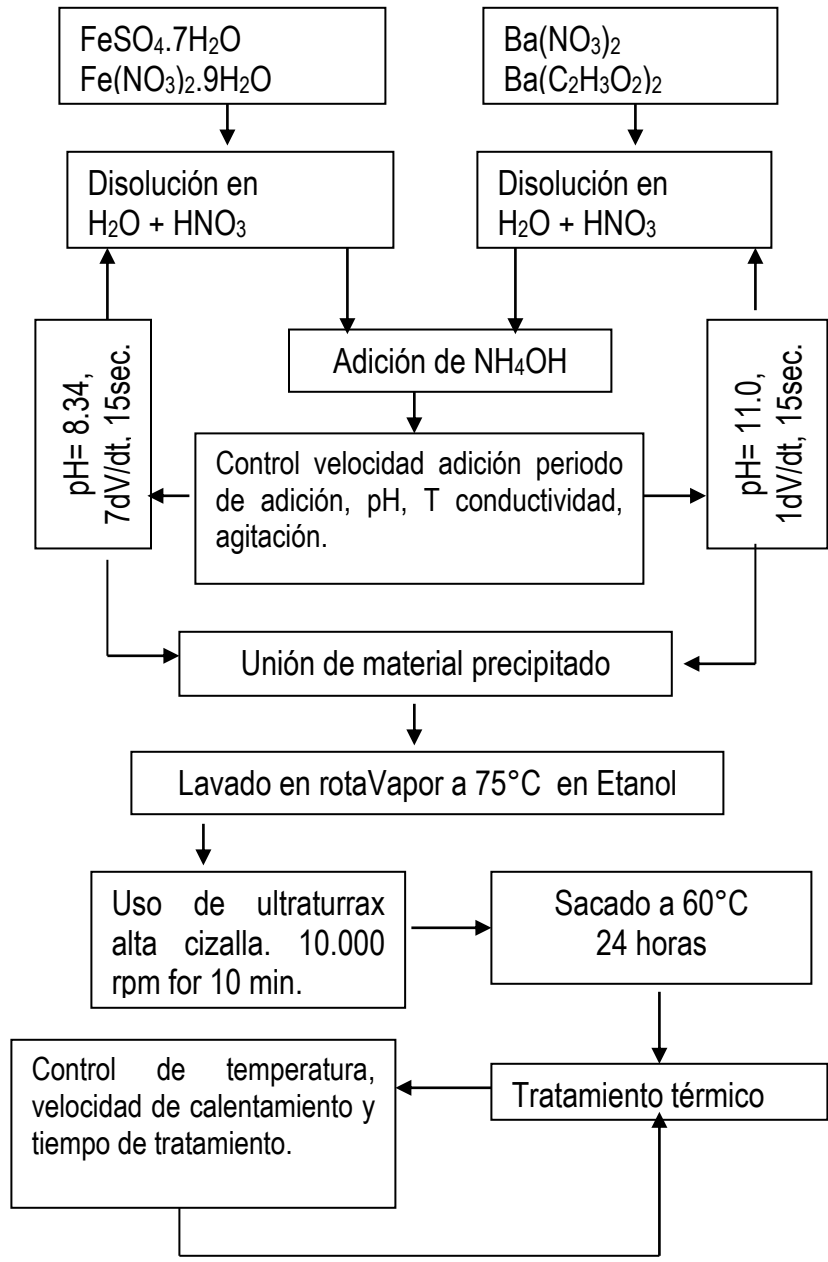 FeSO₄.7H₂O
Fe(NO₃)₂.9H₂O
Ba(NO₃)₂
Ba(C₂H₃O₂)₂
Disolución en
H₂O + HNO₃
Disolución en
H₂O + HNO₃
pH= 8.34,
7dV/dt, 15sec.
Adición de NH₄OH
pH= 11.0,
1dV/dt, 15sec.
Control velocidad adición periodo
de adición, pH, T conductividad,
agitación.
Unión de material precipitado
Lavado en rotaVapor a 75°C en Etanol
Uso de ultraturrax
alta cizalla. 10.000
rpm for 10 min.
Sacado a 60°C
24 horas
Control de temperatura,
velocidad de calentamiento y
tiempo de tratamiento.
Tratamiento térmico